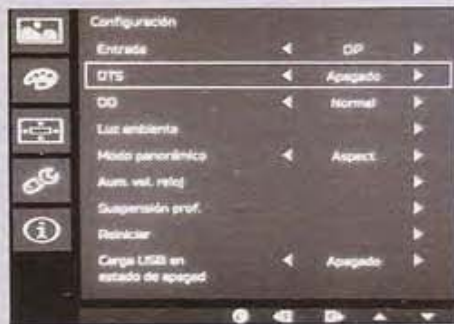 Configuración
Entrada DP
DTS Apagado
OD Normal
Luz ambienta
Modo panorámico Aspect
Aum. vel. reloj
Suspensión prof.
Reiniciar
Carga USB en Apagado
estado de apagad